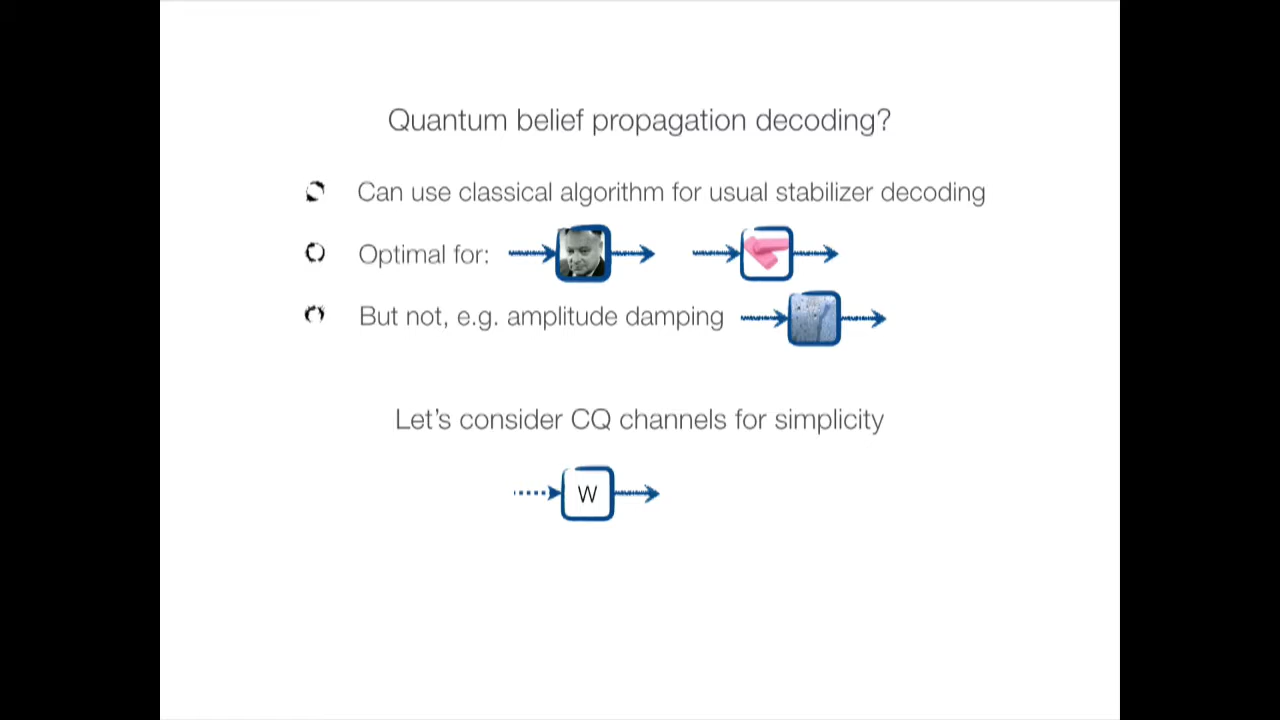 Quantum belief propagation decoding?
Can use classical algorithm for usual stabilizer decoding
Optimal for:
But not, e.g. amplitude damping
Let's consider CQ channels for simplicity
W